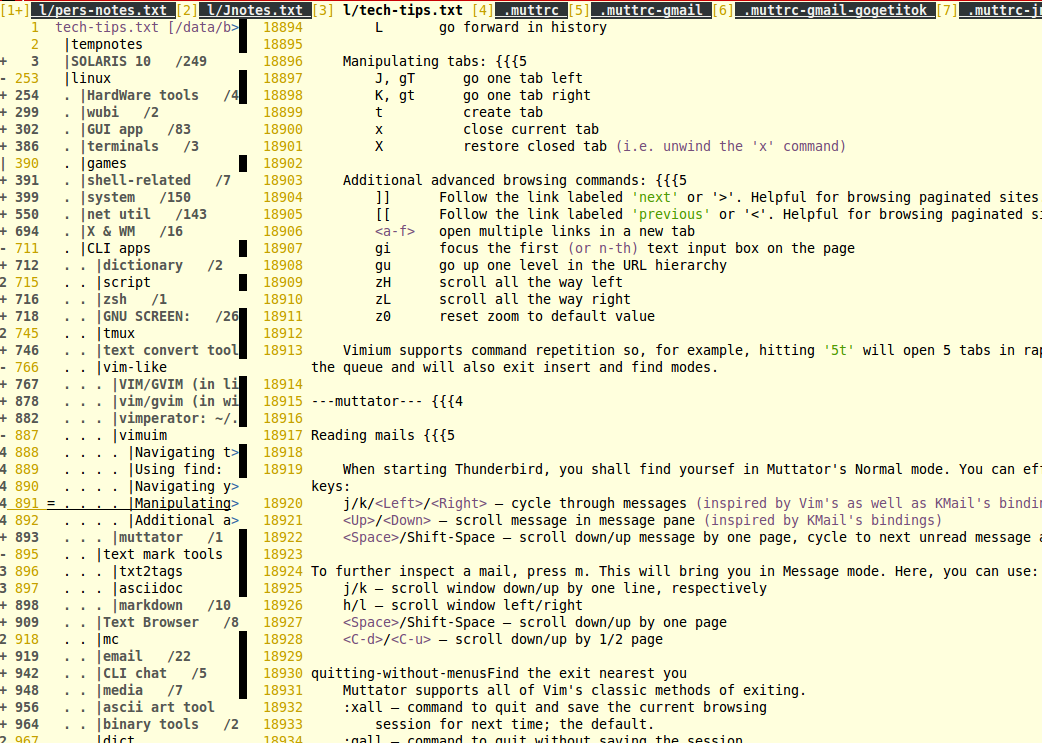 [1+] l/pers-notes.txt [2] l/Jnotes.txt [3] l/tech-tips.txt [4] .muttrc [5] .muttrc-gmail [6] .muttrc-gmail-gogetitok [7]
1 tech-tips.txt [/data/b>
2 |tempnotes
+ 3 |SOLARIS 10 /249
- 253 |linux
+ 254 . |HardWare tools /4
+ 299 . |wubi /2
+ 302 . |GUI app /83
+ 386 . |terminals /3
| 390 . |games
+ 391 . |shell-related /7
+ 399 . |system /150
+ 550 . |net util /143
+ 694 . |X & WM /16
- 711 . |CLI apps
+ 712 . . |dictionary /2
2 715 . . |script
+ 716 . . |zsh /1
+ 718 . . |GNU SCREEN: /26
2 745 . . |tmux
+ 746 . . |text convert tool
- 766 . . |vim-like
+ 767 . . . |VIM/GVIM (in li
+ 878 . . . |vim/gvim (in wi
+ 882 . . . |vimperator: ~/.
- 887 . . . |vimuim
4 888 . . . . |Navigating t>
4 889 . . . . |Using find:
4 890 . . . . |Navigating y>
4 891 = . . . . |Manipulating>
4 892 . . . . |Additional a>
+ 893 . . . |muttator /1
- 895 . . |text mark tools
3 896 . . . |txt2tags
3 897 . . . |asciidoc
+ 898 . . . |markdown /10
+ 909 . . |Text Browser /8
2 918 . . |mc
+ 919 . . |email /22
+ 942 . . |CLI chat /5
+ 948 . . |media /7
+ 956 . . |ascii art tool
+ 964 . . |binary tools /2
2 967 . . |dict
18894 L go forward in history
18895
18896 Manipulating tabs: {{{5
18897 J, gT go one tab left
18898 K, gt go one tab right
18899 t create tab
18900 x close current tab
18901 X restore closed tab (i.e. unwind the 'x' command)
18902
18903 Additional advanced browsing commands: {{{5
18904 ]] Follow the link labeled 'next' or '>'. Helpful for browsing paginated sites
18905 [[ Follow the link labeled 'previous' or '<'. Helpful for browsing paginated si
18906 <a-f> open multiple links in a new tab
18907 gi focus the first (or n-th) text input box on the page
18908 gu go up one level in the URL hierarchy
18909 zH scroll all the way left
18910 zL scroll all the way right
18911 z0 reset zoom to default value
18912
18913 Vimium supports command repetition so, for example, hitting '5t' will open 5 tabs in rap
the queue and will also exit insert and find modes.
18914
18915 ---muttator--- {{{4
18916
18917 Reading mails {{{5
18918
18919 When starting Thunderbird, you shall find yoursef in Muttator's Normal mode. You can eff
keys:
18920 j/k/<Left>/<Right> – cycle through messages (inspired by Vim's as well as KMail's bindin
18921 <Up>/<Down> – scroll message in message pane (inspired by KMail's bindings)
18922 <Space>/Shift-Space – scroll down/up message by one page, cycle to next unread message a
18923
18924 To further inspect a mail, press m. This will bring you in Message mode. Here, you can use:
18925 j/k – scroll window down/up by one line, respectively
18926 h/l – scroll window left/right
18927 <Space>/Shift-Space – scroll down/up by one page
18928 <C-d>/<C-u> – scroll down/up by 1/2 page
18929
18930 quitting-without-menusFind the exit nearest you
18931 Muttator supports all of Vim's classic methods of exiting.
18932 :xall – command to quit and save the current browsing
18933 session for next time; the default.
18934 :qall – command to quit without saving the session